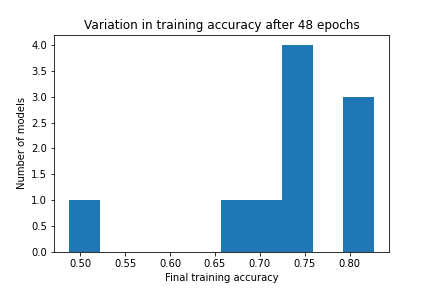 Variation in training accuracy after 48 epochs
4.0
3.5
3.0
2.5
2.0
1.5
1.0
0.5
0.0
Number of models
0.50 0.55 0.60 0.65 0.70 0.75 0.80
Final training accuracy